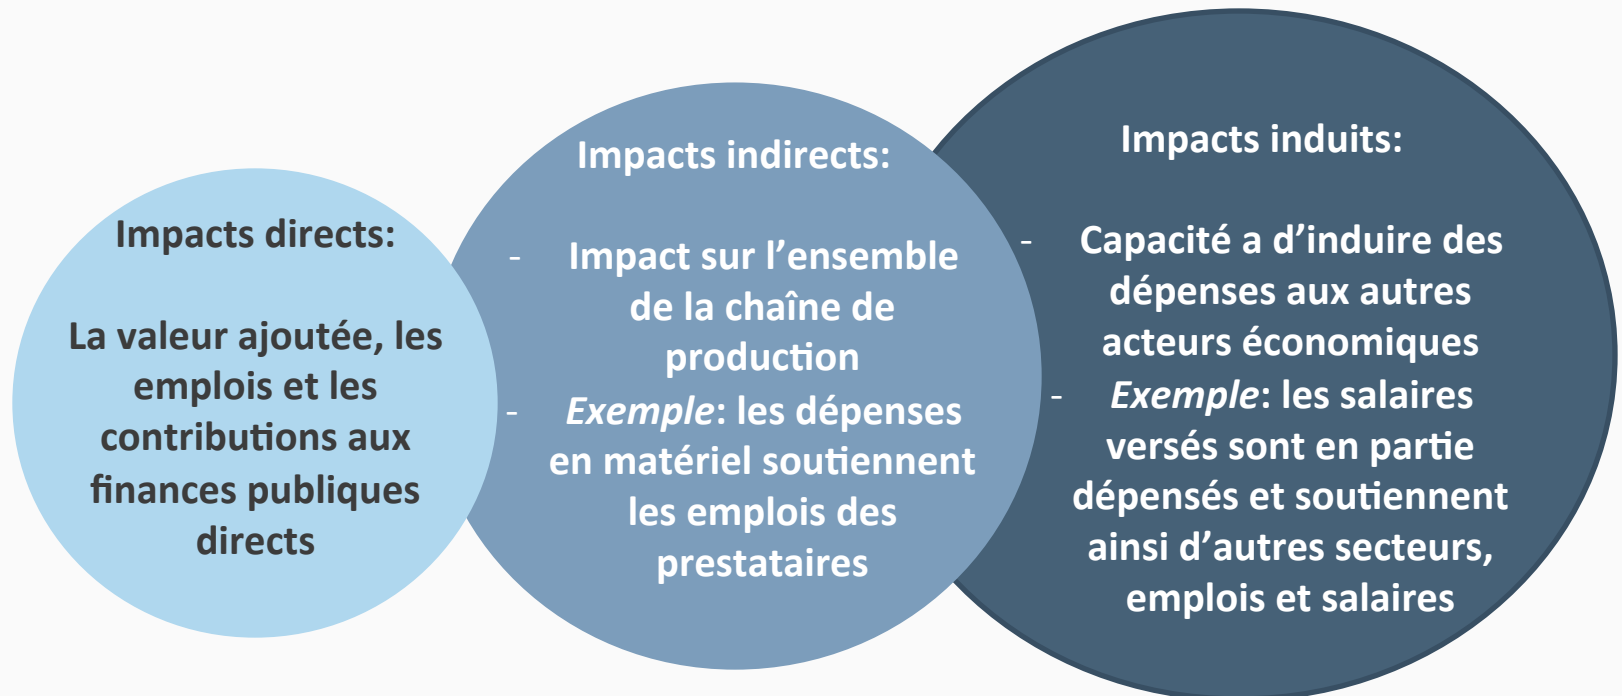 Impacts directs:
La valeur ajoutée, les
emplois et les
contributions aux
finances publiques
directs
Impacts indirects:
- Impact sur l’ensemble
de la chaîne de
production
- Exemple: les dépenses
en matériel soutiennent
les emplois des
prestataires
Impacts induits:
- Capacité a d’induire des
dépenses aux autres
acteurs économiques
- Exemple: les salaires
versés sont en partie
dépensés et soutiennent
ainsi d’autres secteurs,
emplois et salaires